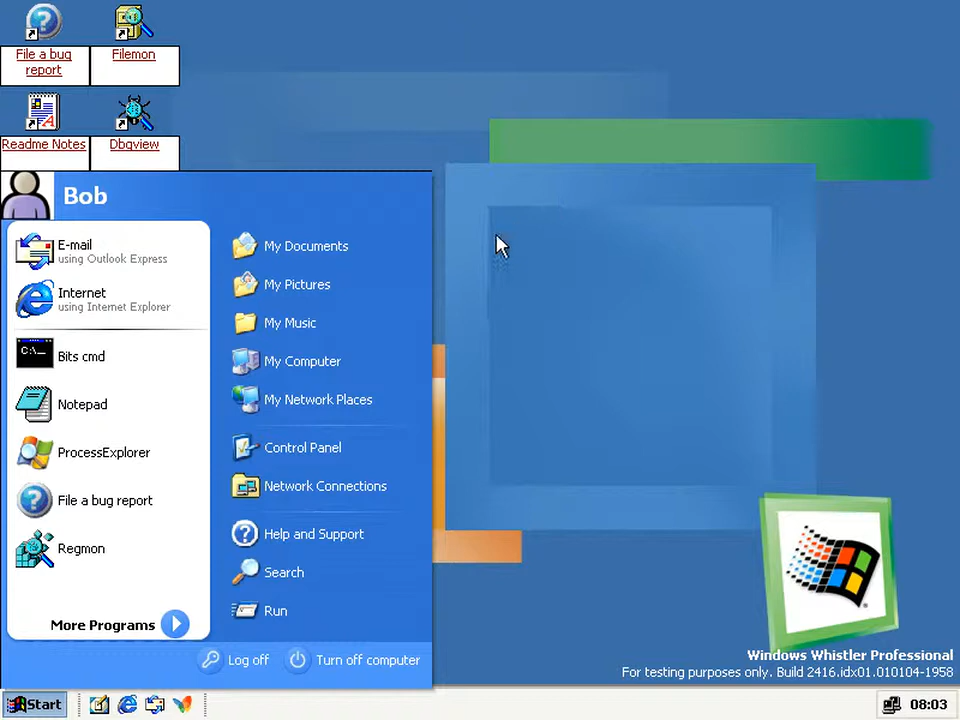 File a bug
report
Filemon
Readme Notes
Dbgview
Bob
E-mail
using Outlook Express
Internet
using Internet Explorer
Bits cmd
Notepad
ProcessExplorer
File a bug report
Regmon
More Programs
My Documents
My Pictures
My Music
My Computer
My Network Places
Control Panel
Network Connections
Help and Support
Search
Run
Log off
Turn off computer
Windows Whistler Professional
For testing purposes only. Build 2416.idx01.010104-1958
Start
08:03